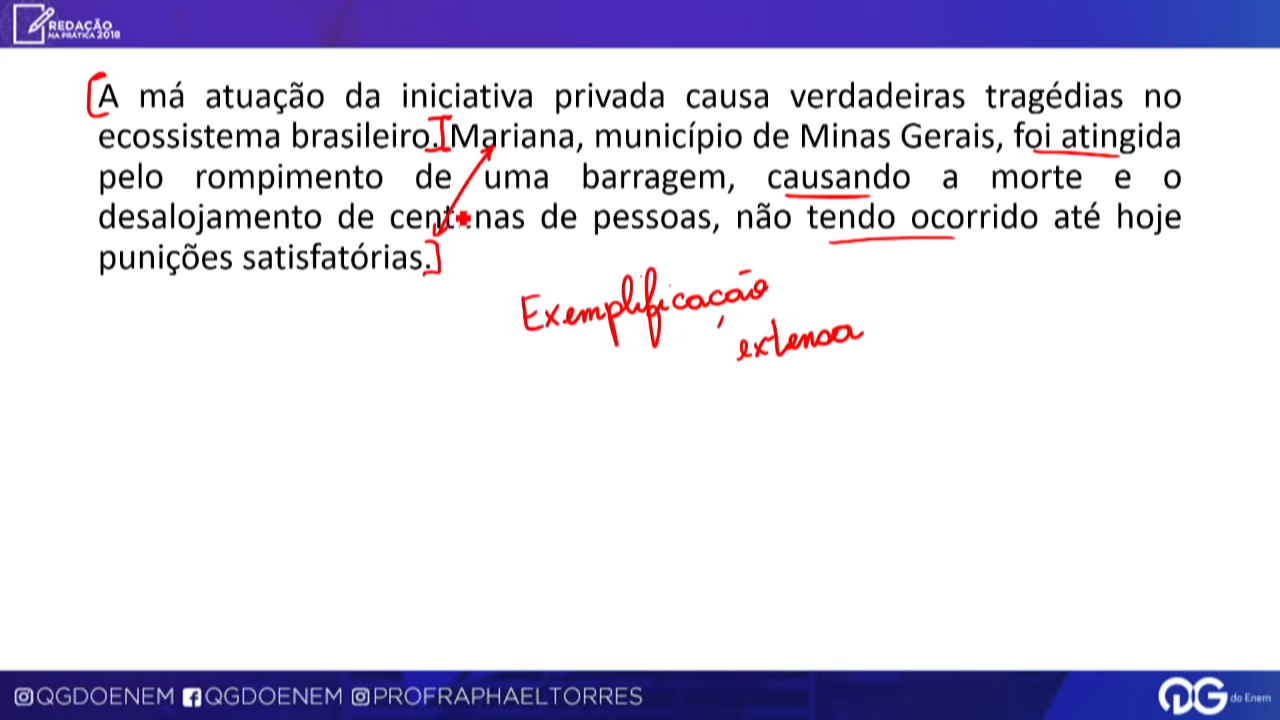 REDAÇÃO
NA PRÁTICA 2018
A má atuação da iniciativa privada causa verdadeiras tragédias no
ecossistema brasileiro. Mariana, município de Minas Gerais, foi atingida
pelo rompimento de uma barragem, causando a morte e o
desalojamento de centenas de pessoas, não tendo ocorrido até hoje
punições satisfatórias.
Exemplificação
extensa
@QGDOENEM @PROFRAPHAELTORRES QGDOENEM
QG do Enem